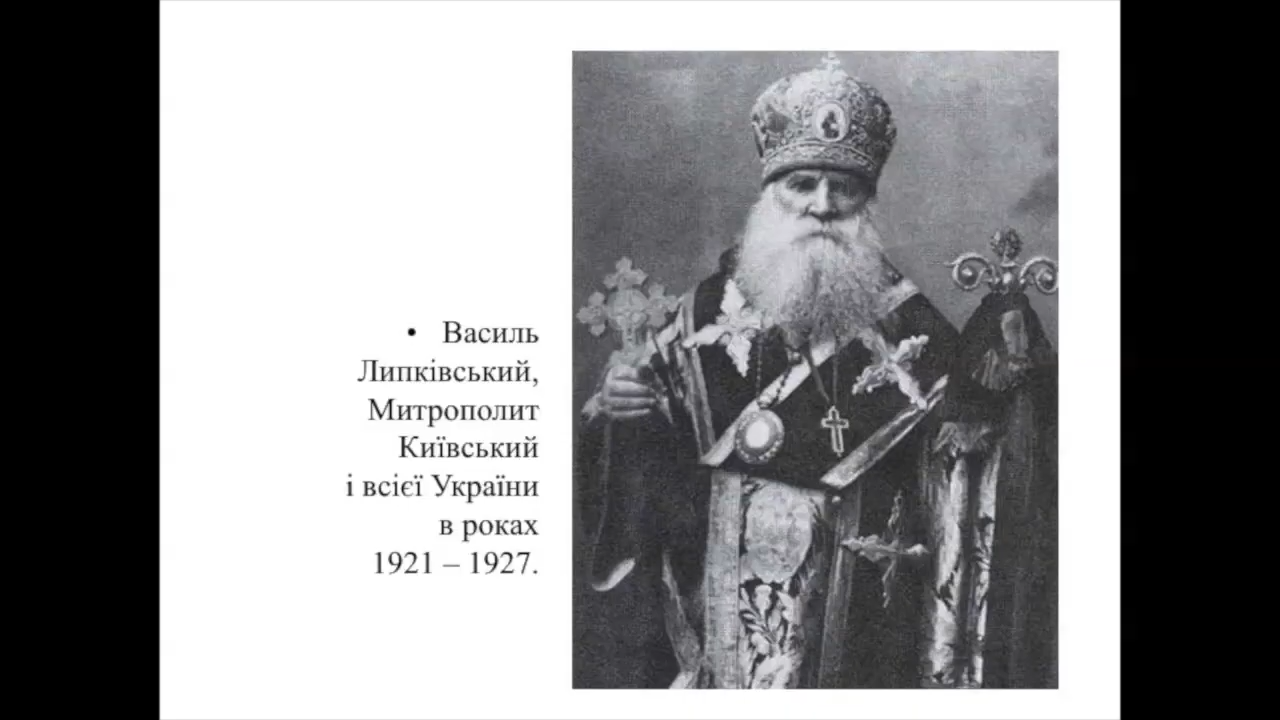 • Василь
Липківський,
Митрополит
Київський
і всієї України
в роках
1921 – 1927.